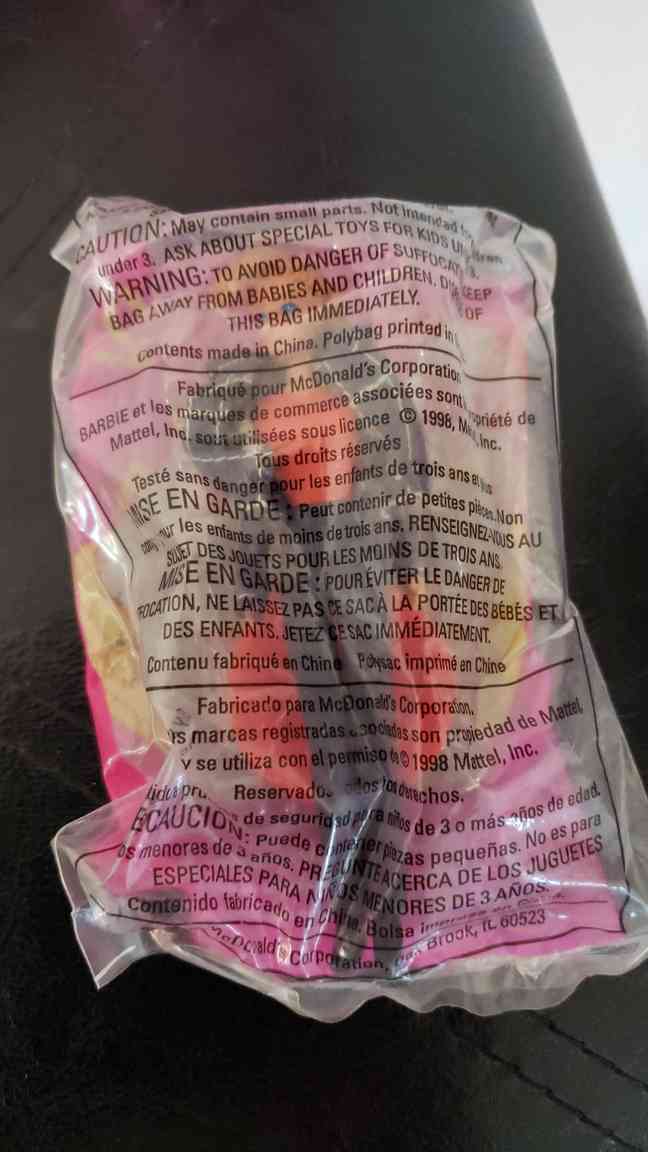 CAUTION: May contain small parts. Not intended
under 3. ASK ABOUT SPECIAL TOYS FOR KIDS
WARNING: TO AVOID DANGER OF
BAG AWAY FROM BABIES AND CHILDREN. KEEP
THIS BAG IMMEDIATELY. OF
Contents made in China. Polybag printed in
Fabriqué pour McDonald's Corporation
BARBIE et les marques de commerce associées sont propriété de
Mattel, Inc. sont utilisées sous licence © 1998, Inc.
Tous droits réservés
Testé sans danger pour les enfants de trois ans et
MISE EN GARDE : Peut contenir de petites pièces. Non
pour les enfants de moins de trois ans. RENSEIGNEZ-VOUS AU
SUJET DES JOUETS POUR LES MOINS DE TROIS ANS.
MISE EN GARDE : POUR ÉVITER LE DANGER DE
NE LAISSEZ PAS CE SAC À LA PORTÉE DES BÉBÉS ET
DES ENFANTS. JETEZ CE SAC IMMÉDIATEMENT.
Contenu fabriqué en Chine Polysac imprimé en Chine
Fabricado para McDonald's Corporation.
marcas registradas asociadas son propiedad de Mattel,
y se utiliza con el permiso de © 1998 Mattel, Inc.
Reservados todos los derechos.
de seguridad para niños de 3 o más años de edad.
Puede contener piezas pequeñas. No es para
menores de 3 años. PREGUNTE ACERCA DE LOS JUGUETES
ESPECIALES PARA NIÑOS MENORES DE 3 AÑOS.
Contenido fabricado en China. Bolsa
McDonald's Corporation, Oak Brook, IL 60523